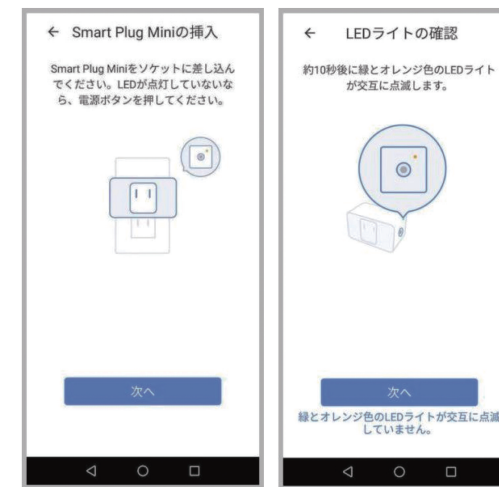 ← Smart Plug Miniの挿入
Smart Plug Miniをソケットに差し込ん
でください。LEDが点灯していないな
ら、電源ボタンを押してください。
次へ
← LEDライトの確認
約10秒後に緑とオレンジ色のLEDライト
が交互に点滅します。
次へ
緑とオレンジ色のLEDライトが交互に点滅
していません。